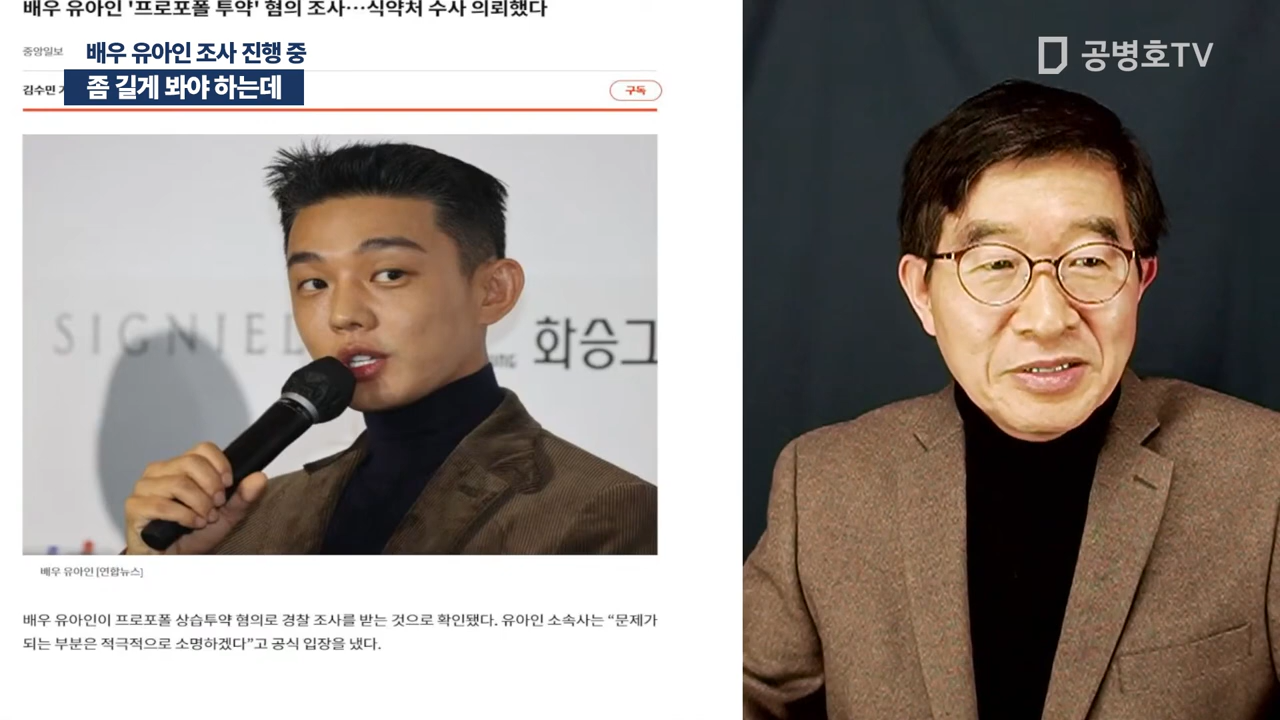 배우 유아인 '프로포폴 투약' 혐의 조사…식약처 수사 의뢰했다
중앙일보
배우 유아인 조사 진행 중
김수민
좀 길게 봐야 하는데
구독
공병호TV
SIGNIEL
화승그
배우 유아인 [연합뉴스]
배우 유아인이 프로포폴 상습투약 혐의로 경찰 조사를 받는 것으로 확인됐다. 유아인 소속사는 “문제가
되는 부분은 적극적으로 소명하겠다”고 공식 입장을 냈다.